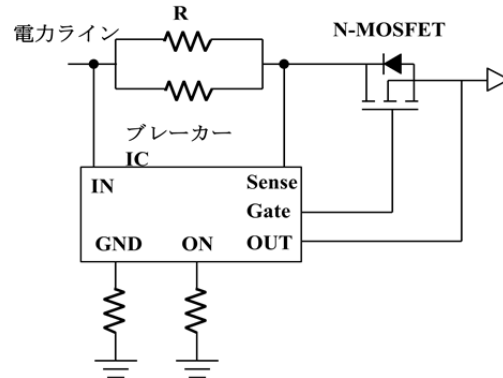 R
電力ライン
N-MOSFET
ブレーカー
IC
IN
Sense
Gate
GND
ON
OUT